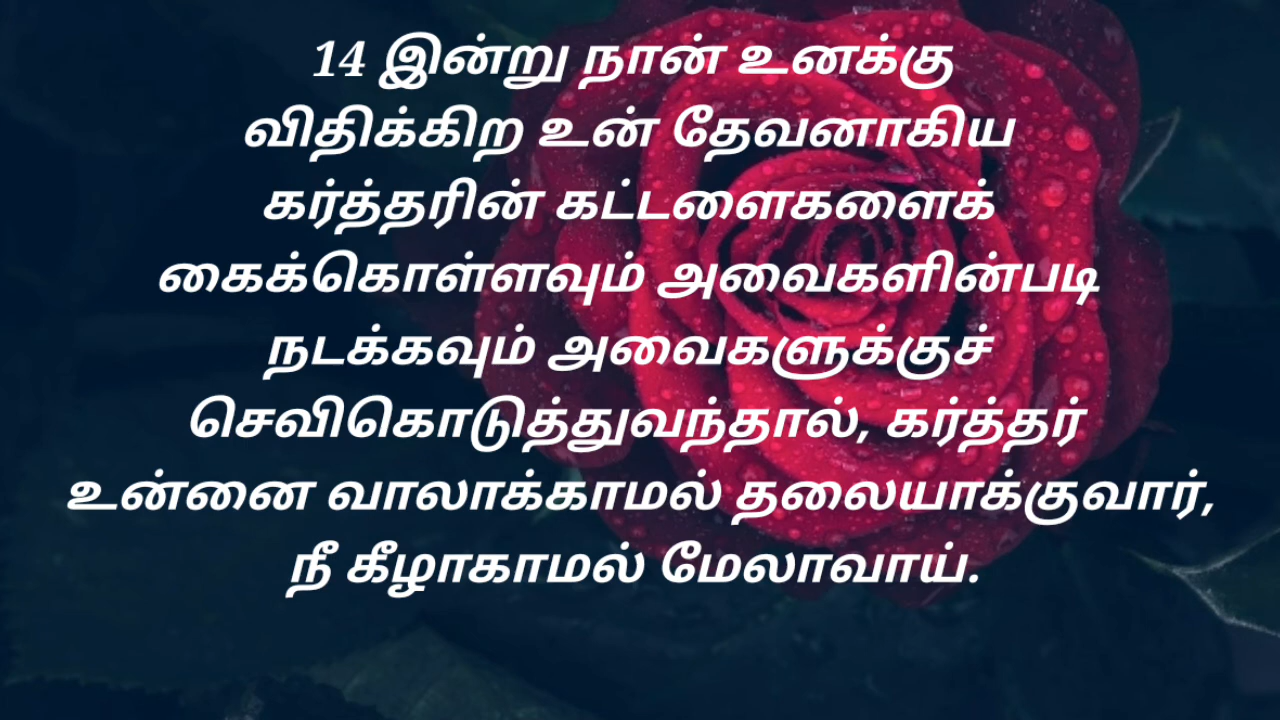 14 இன்று நான் உனக்கு
விதிக்கிற உன் தேவனாகிய
கர்த்தரின் கட்டளைகளைக்
கைக்கொள்ளவும் அவைகளின்படி
நடக்கவும் அவைகளுக்குச்
செவிகொடுத்துவந்தால், கர்த்தர்
உன்னை வாலாக்காமல் தலையாக்குவார்,
நீ கீழாகாமல் மேலாவாய்.